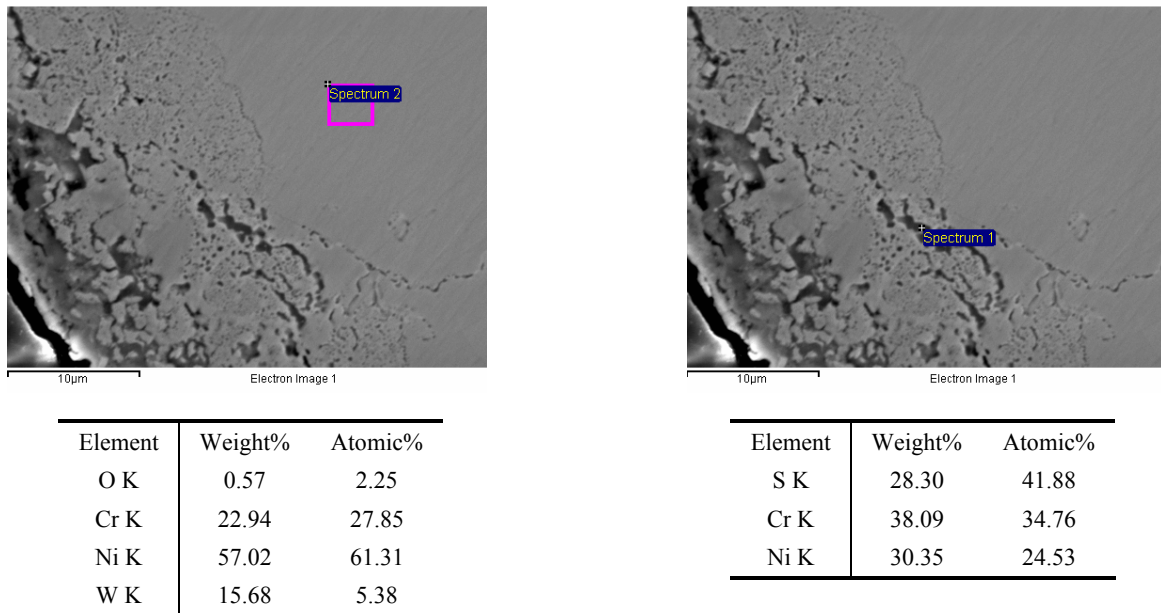 Spectrum 2
10µm Electron Image 1
Spectrum 1
10µm Electron Image 1
Element Weight% Atomic%
O K 0.57 2.25
Cr K 22.94 27.85
Ni K 57.02 61.31
W K 15.68 5.38
Element Weight% Atomic%
S K 28.30 41.88
Cr K 38.09 34.76
Ni K 30.35 24.53